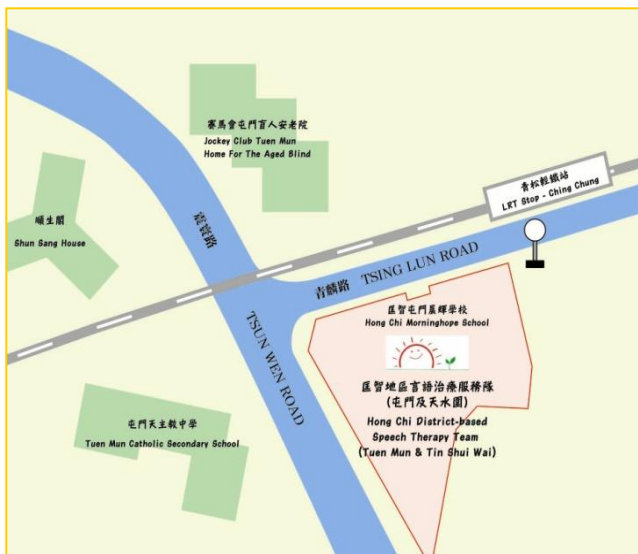 賽馬會屯門盲人安老院
Jockey Club Tuen Mun
Home For The Aged Blind
青松輕鐵站
LRT Stop - Ching Chung
順生閣
Shun Sang House
震寰路
TSUN WEN ROAD
青麟路 TSING LUN ROAD
匡智屯門晨輝學校
Hong Chi Morninghope School
匡智地區言語治療服務隊
(屯門及天水圍)
Hong Chi District-based
Speech Therapy Team
(Tuen Mun & Tin Shui Wai)
屯門天主教中學
Tuen Mun Catholic Secondary School